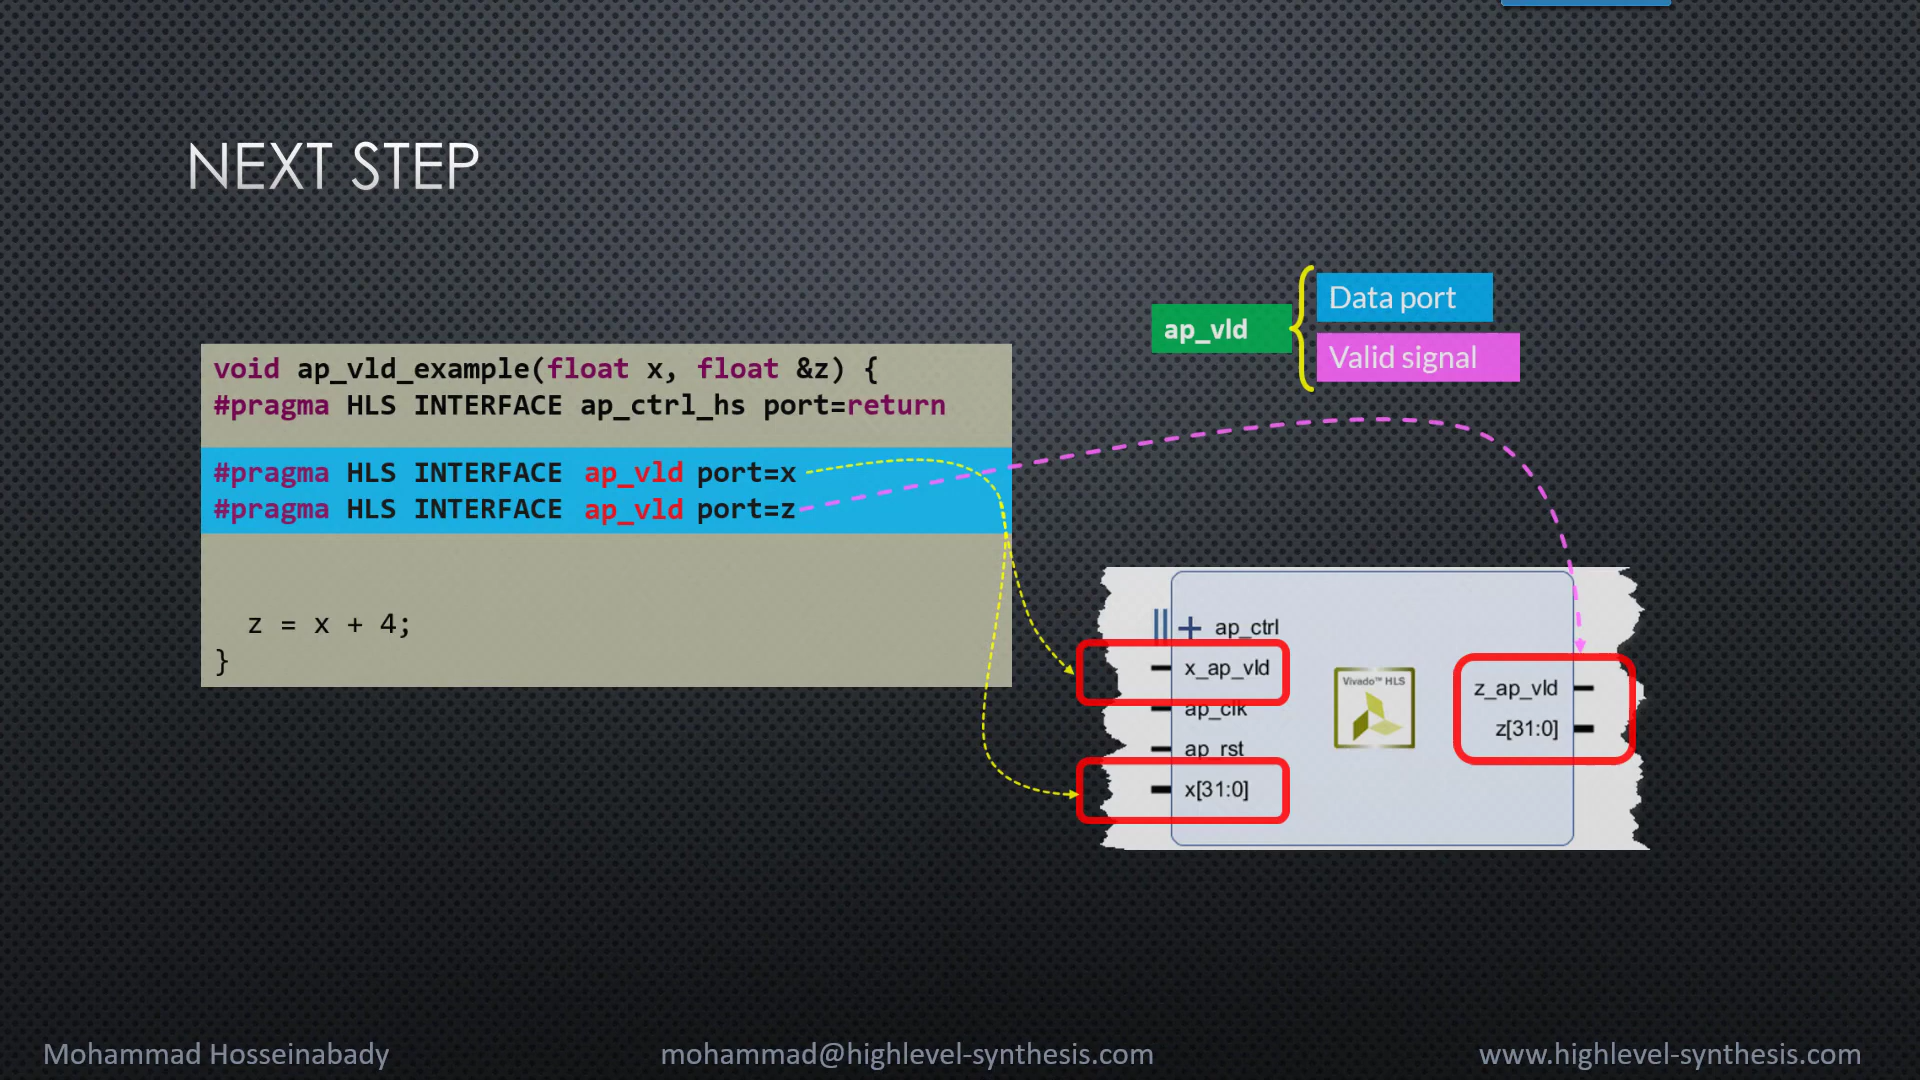 NEXT STEP
ap_vld
Data port
Valid signal
void ap_vld_example(float x, float &z) {
#pragma HLS INTERFACE ap_ctrl_hs port=return
#pragma HLS INTERFACE ap_vld port=x
#pragma HLS INTERFACE ap_vld port=z
z = x + 4;
}
ap_ctrl
x_ap_vld
ap_clk
ap_rst
x[31:0]
Vivado™ HLS
z_ap_vld
z[31:0]
Mohammad Hosseinabady
mohammad@highlevel-synthesis.com
www.highlevel-synthesis.com